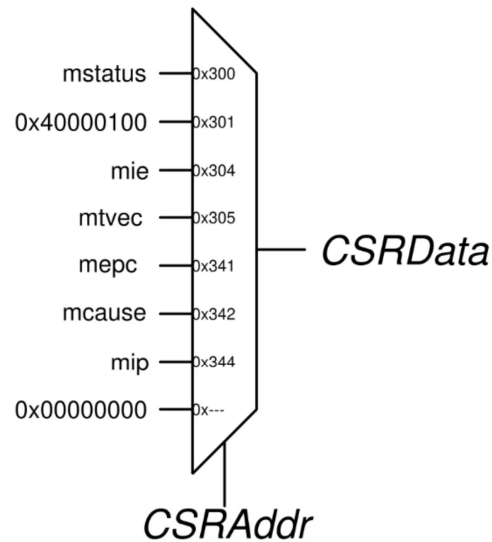 mstatus 0x300
0x40000100 0x301
mie 0x304
mtvec 0x305
mepc 0x341
CSRData
mcause 0x342
mip 0x344
0x00000000 0x---
CSRAddr